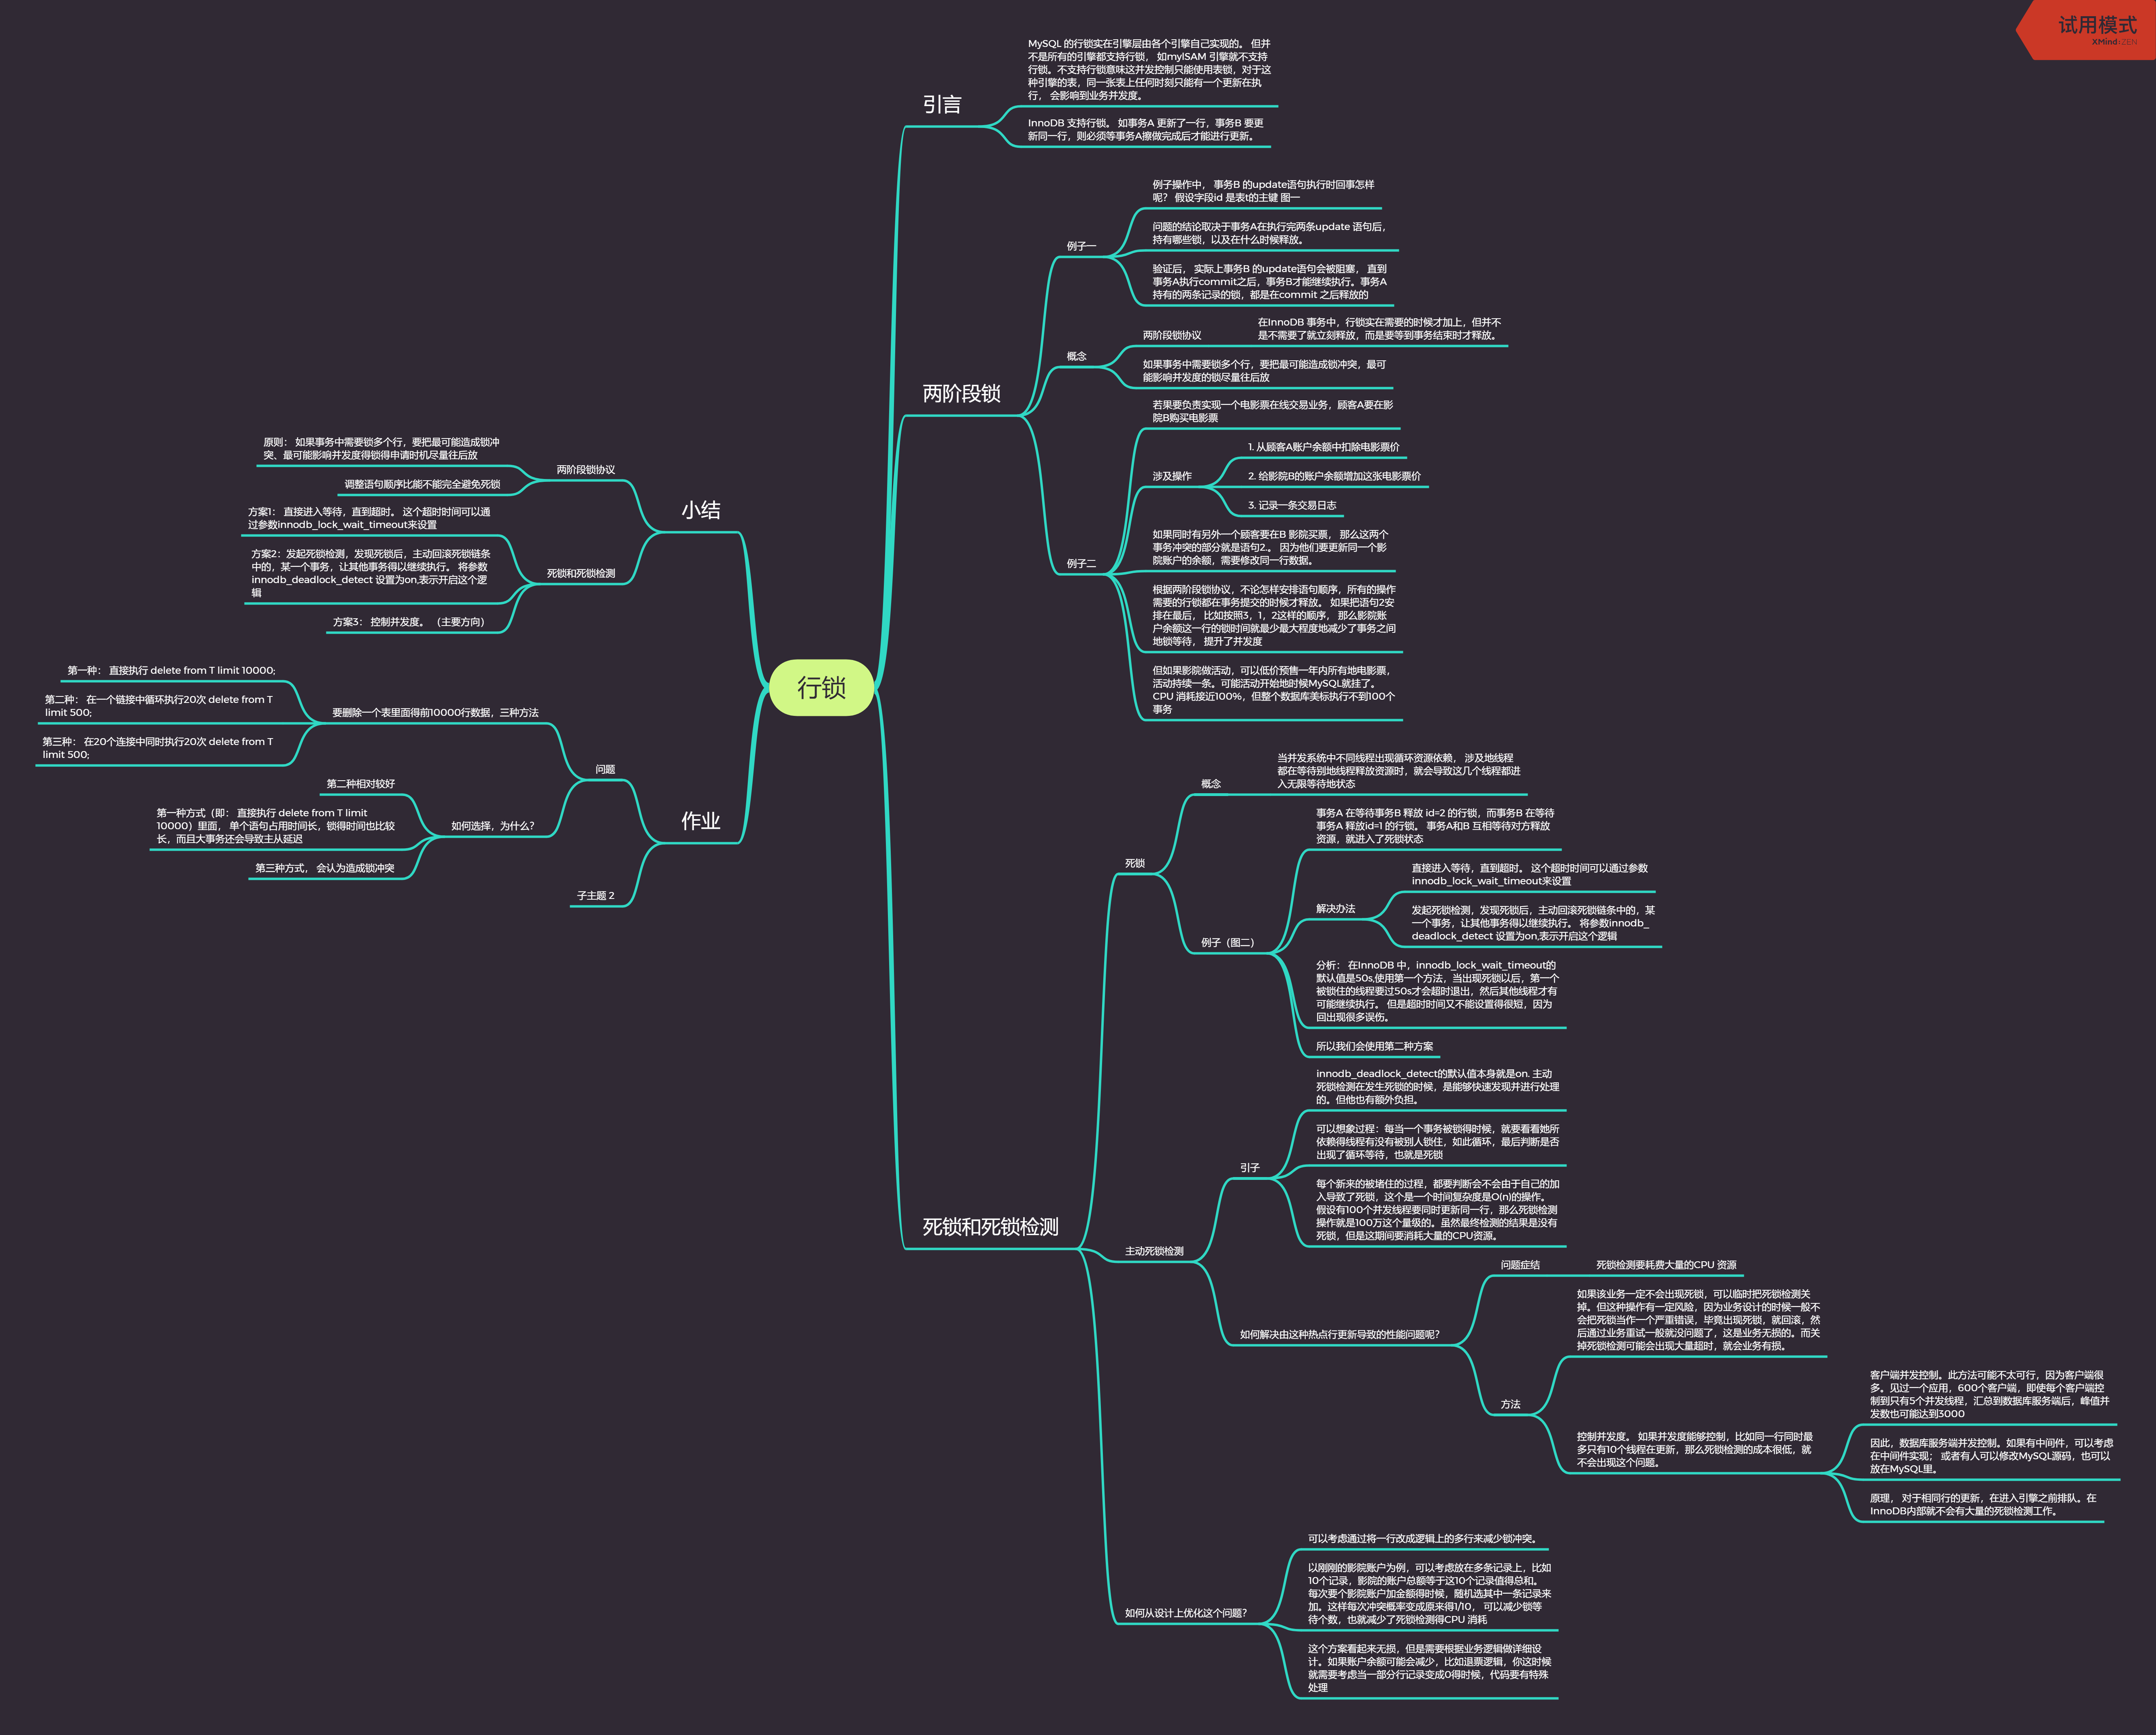 试用模式
XMind:ZEN
行锁
引言
MySQL 的行锁实在引擎层由各个引擎自己实现的。 但并
不是所有的引擎都支持行锁， 如myISAM 引擎就不支持
行锁。不支持行锁意味这并发控制只能使用表锁，对于这
种引擎的表，同一张表上任何时刻只能有一个更新在执
行， 会影响到业务并发度。
InnoDB 支持行锁。 如事务A 更新了一行，事务B 要更
新同一行，则必须等事务A擦做完成后才能进行更新。
两阶段锁
例子一
例子操作中， 事务B 的update语句执行时回事怎样
呢？ 假设字段id 是表t的主键 图一
问题的结论取决于事务A在执行完两条update 语句后，
持有哪些锁，以及在什么时候释放。
验证后， 实际上事务B 的update语句会被阻塞， 直到
事务A执行commit之后，事务B才能继续执行。事务A
持有的两条记录的锁，都是在commit 之后释放的
概念
两阶段锁协议
在InnoDB 事务中，行锁实在需要的时候才加上，但并不
是不需要了就立刻释放，而是要等到事务结束时才释放。
如果事务中需要锁多个行，要把最可能造成锁冲突，最可
能影响并发度的锁尽量往后放
例子二
若果要负责实现一个电影票在线交易业务，顾客A要在影
院B购买电影票
涉及操作
1. 从顾客A账户余额中扣除电影票价
2. 给影院B的账户余额增加这张电影票价
3. 记录一条交易日志
如果同时有另外一个顾客要在B 影院买票， 那么这两个
事务冲突的部分就是语句2.。 因为他们要更新同一个影
院账户的余额，需要修改同一行数据。
根据两阶段锁协议，不论怎样安排语句顺序，所有的操作
需要的行锁都在事务提交的时候才释放。 如果把语句2安
排在最后， 比如按照3，1，2这样的顺序， 那么影院账
户余额这一行的锁时间就最少最大程度地减少了事务之间
地锁等待， 提升了并发度
但如果影院做活动，可以低价预售一年内所有地电影票，
活动持续一条。可能活动开始地时候MySQL就挂了。
CPU 消耗接近100%，但整个数据库美标执行不到100个
事务
死锁和死锁检测
死锁
概念
当并发系统中不同线程出现循环资源依赖， 涉及地线程
都在等待别地线程释放资源时，就会导致这几个线程都进
入无限等待地状态
例子（图二）
事务A 在等待事务B 释放 id=2 的行锁，而事务B 在等待
事务A 释放id=1 的行锁。 事务A和B 互相等待对方释放
资源，就进入了死锁状态
解决办法
直接进入等待，直到超时。 这个超时时间可以通过参数
innodb_lock_wait_timeout来设置
发起死锁检测，发现死锁后，主动回滚死锁链条中的，某
一个事务，让其他事务得以继续执行。 将参数innodb_
deadlock_detect 设置为on,表示开启这个逻辑
分析： 在InnoDB 中，innodb_lock_wait_timeout的
默认值是50s,使用第一个方法，当出现死锁以后，第一个
被锁住的线程要过50s才会超时退出，然后其他线程才有
可能继续执行。 但是超时时间又不能设置得很短，因为
回出现很多误伤。
所以我们会使用第二种方案
主动死锁检测
引子
innodb_deadlock_detect的默认值本身就是on. 主动
死锁检测在发生死锁的时候，是能够快速发现并进行处理
的。但他也有额外负担。
可以想象过程：每当一个事务被锁得时候，就要看看她所
依赖得线程有没有被别人锁住，如此循环，最后判断是否
出现了循环等待，也就是死锁
每个新来的被堵住的过程，都要判断会不会由于自己的加
入导致了死锁，这个是一个时间复杂度是O(n)的操作。
假设有100个并发线程要同时更新同一行，那么死锁检测
操作就是100万这个量级的。虽然最终检测的结果是没有
死锁，但是这期间要消耗大量的CPU资源。
如何解决由这种热点行更新导致的性能问题呢？
问题症结
死锁检测要耗费大量的CPU 资源
方法
如果该业务一定不会出现死锁，可以临时把死锁检测关
掉。但这种操作有一定风险，因为业务设计的时候一般不
会把死锁当作一个严重错误，毕竟出现死锁，就回滚，然
后通过业务重试一般就没问题了，这是业务无损的。而关
掉死锁检测可能会出现大量超时，就会业务有损。
控制并发度。 如果并发度能够控制，比如同一行同时最
多只有10个线程在更新，那么死锁检测的成本很低，就
不会出现这个问题。
客户端并发控制。此方法可能不太可行，因为客户端很
多。见过一个应用，600个客户端，即使每个客户端控
制到只有5个并发线程，汇总到数据库服务端后，峰值并
发数也可能达到3000
因此，数据库服务端并发控制。如果有中间件，可以考虑
在中间件实现； 或者有人可以修改MySQL源码，也可以
放在MySQL里。
原理， 对于相同行的更新，在进入引擎之前排队。在
InnoDB内部就不会有大量的死锁检测工作。
如何从设计上优化这个问题？
可以考虑通过将一行改成逻辑上的多行来减少锁冲突。
以刚刚的影院账户为例，可以考虑放在多条记录上，比如
10个记录，影院的账户总额等于这10个记录值得总和。
每次要个影院账户加金额得时候，随机选其中一条记录来
加。这样每次冲突概率变成原来得1/10， 可以减少锁等
待个数，也就减少了死锁检测得CPU 消耗
这个方案看起来无损，但是需要根据业务逻辑做详细设
计。如果账户余额可能会减少，比如退票逻辑，你这时候
就需要考虑当一部分行记录变成0得时候，代码要有特殊
处理
小结
两阶段锁协议
原则： 如果事务中需要锁多个行，要把最可能造成锁冲
突、最可能影响并发度得锁得申请时机尽量往后放
调整语句顺序比能不能完全避免死锁
死锁和死锁检测
方案1： 直接进入等待，直到超时。 这个超时时间可以通
过参数innodb_lock_wait_timeout来设置
方案2：发起死锁检测，发现死锁后，主动回滚死锁链条
中的，某一个事务，让其他事务得以继续执行。 将参数
innodb_deadlock_detect 设置为on,表示开启这个逻
辑
方案3： 控制并发度。 （主要方向）
作业
问题
要删除一个表里面得前10000行数据，三种方法
第一种： 直接执行 delete from T limit 10000;
第二种： 在一个链接中循环执行20次 delete from T
limit 500;
第三种： 在20个连接中同时执行20次 delete from T
limit 500;
如何选择，为什么？
第二种相对较好
第一种方式（即： 直接执行 delete from T limit
10000）里面， 单个语句占用时间长，锁得时间也比较
长，而且大事务还会导致主从延迟
第三种方式， 会认为造成锁冲突
子主题 2